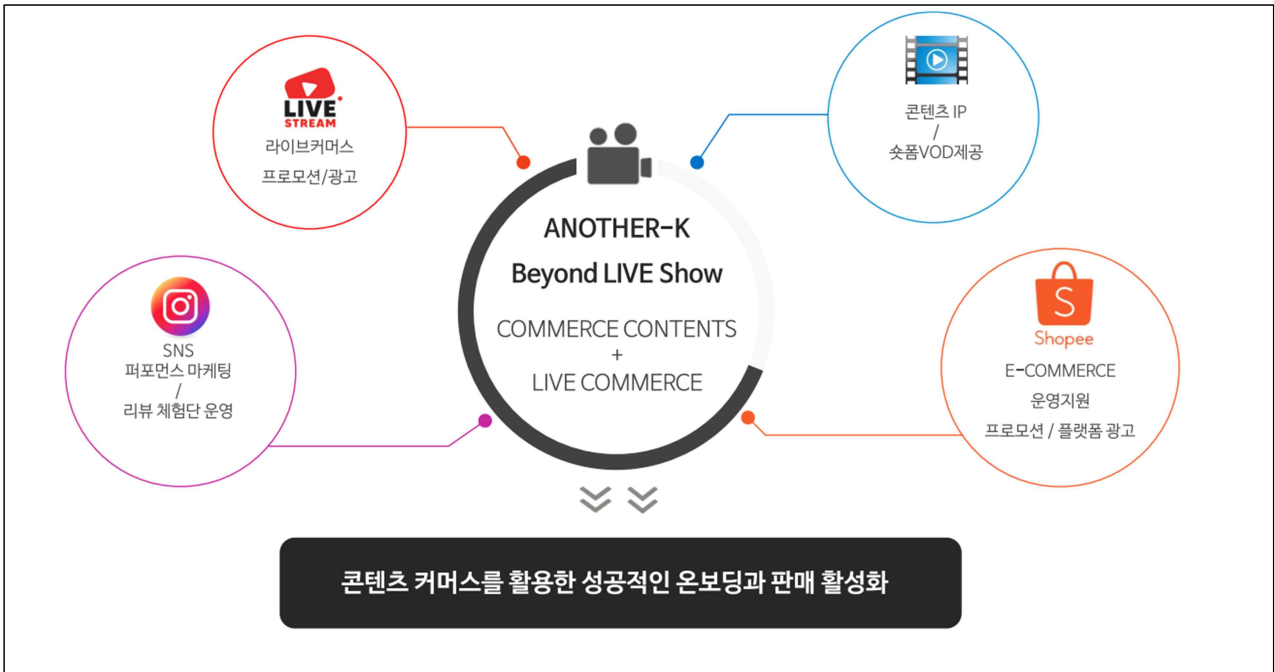 LIVE
STREAM
라이브커머스
프로모션/광고
콘텐츠 IP
/
숏폼VOD제공
ANOTHER-K
Beyond LIVE Show
COMMERCE CONTENTS
+
LIVE COMMERCE
SNS
퍼포먼스 마케팅
/
리뷰 체험단 운영
S
Shopee
E-COMMERCE
운영지원
프로모션 / 플랫폼 광고
콘텐츠 커머스를 활용한 성공적인 온보딩과 판매 활성화